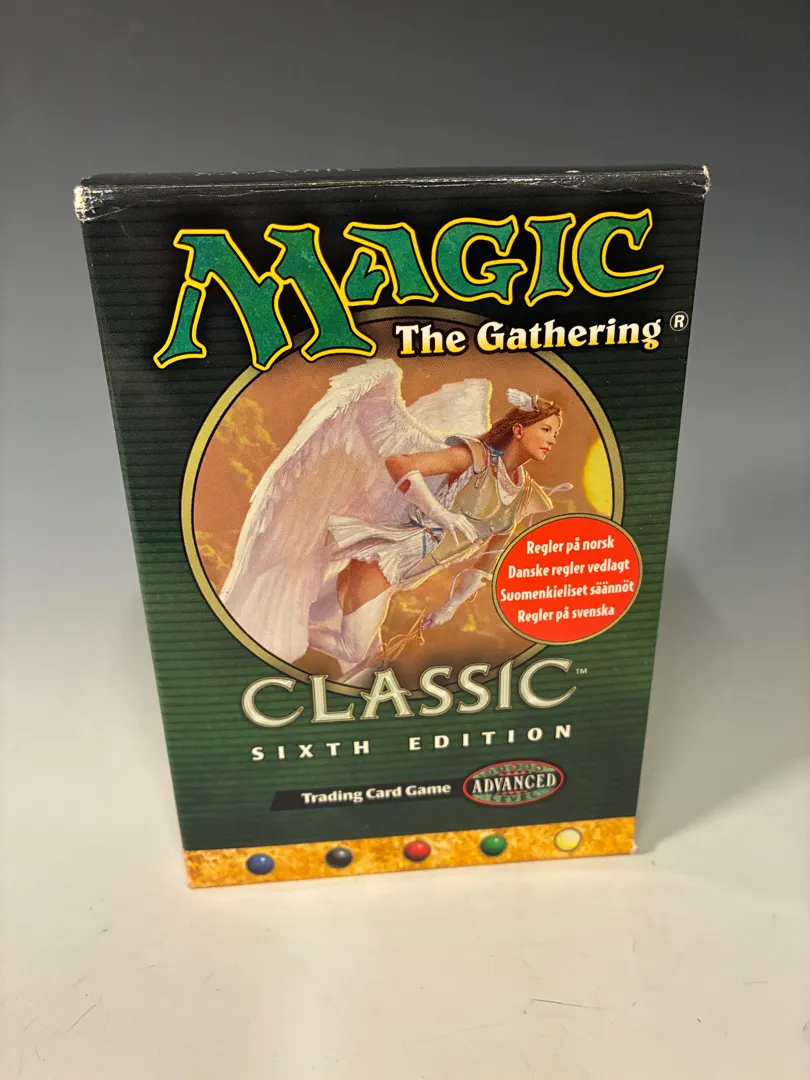 MAGIC
The Gathering®
Regler på norsk
Danske regler vedlagt
Suomenkieliset säännöt
Regler på svenska
CLASSIC™
SIXTH EDITION
Trading Card Game
ADVANCED
LEVEL